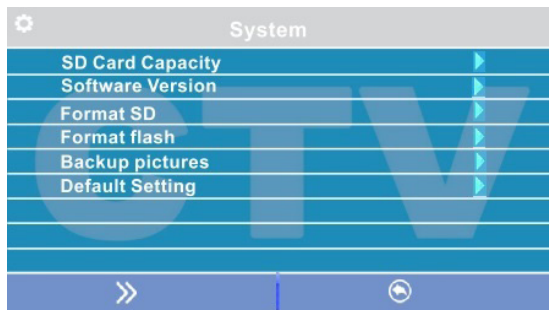 System
SD Card Capacity
Software Version
Format SD
Format flash
Backup pictures
Default Setting
CTV